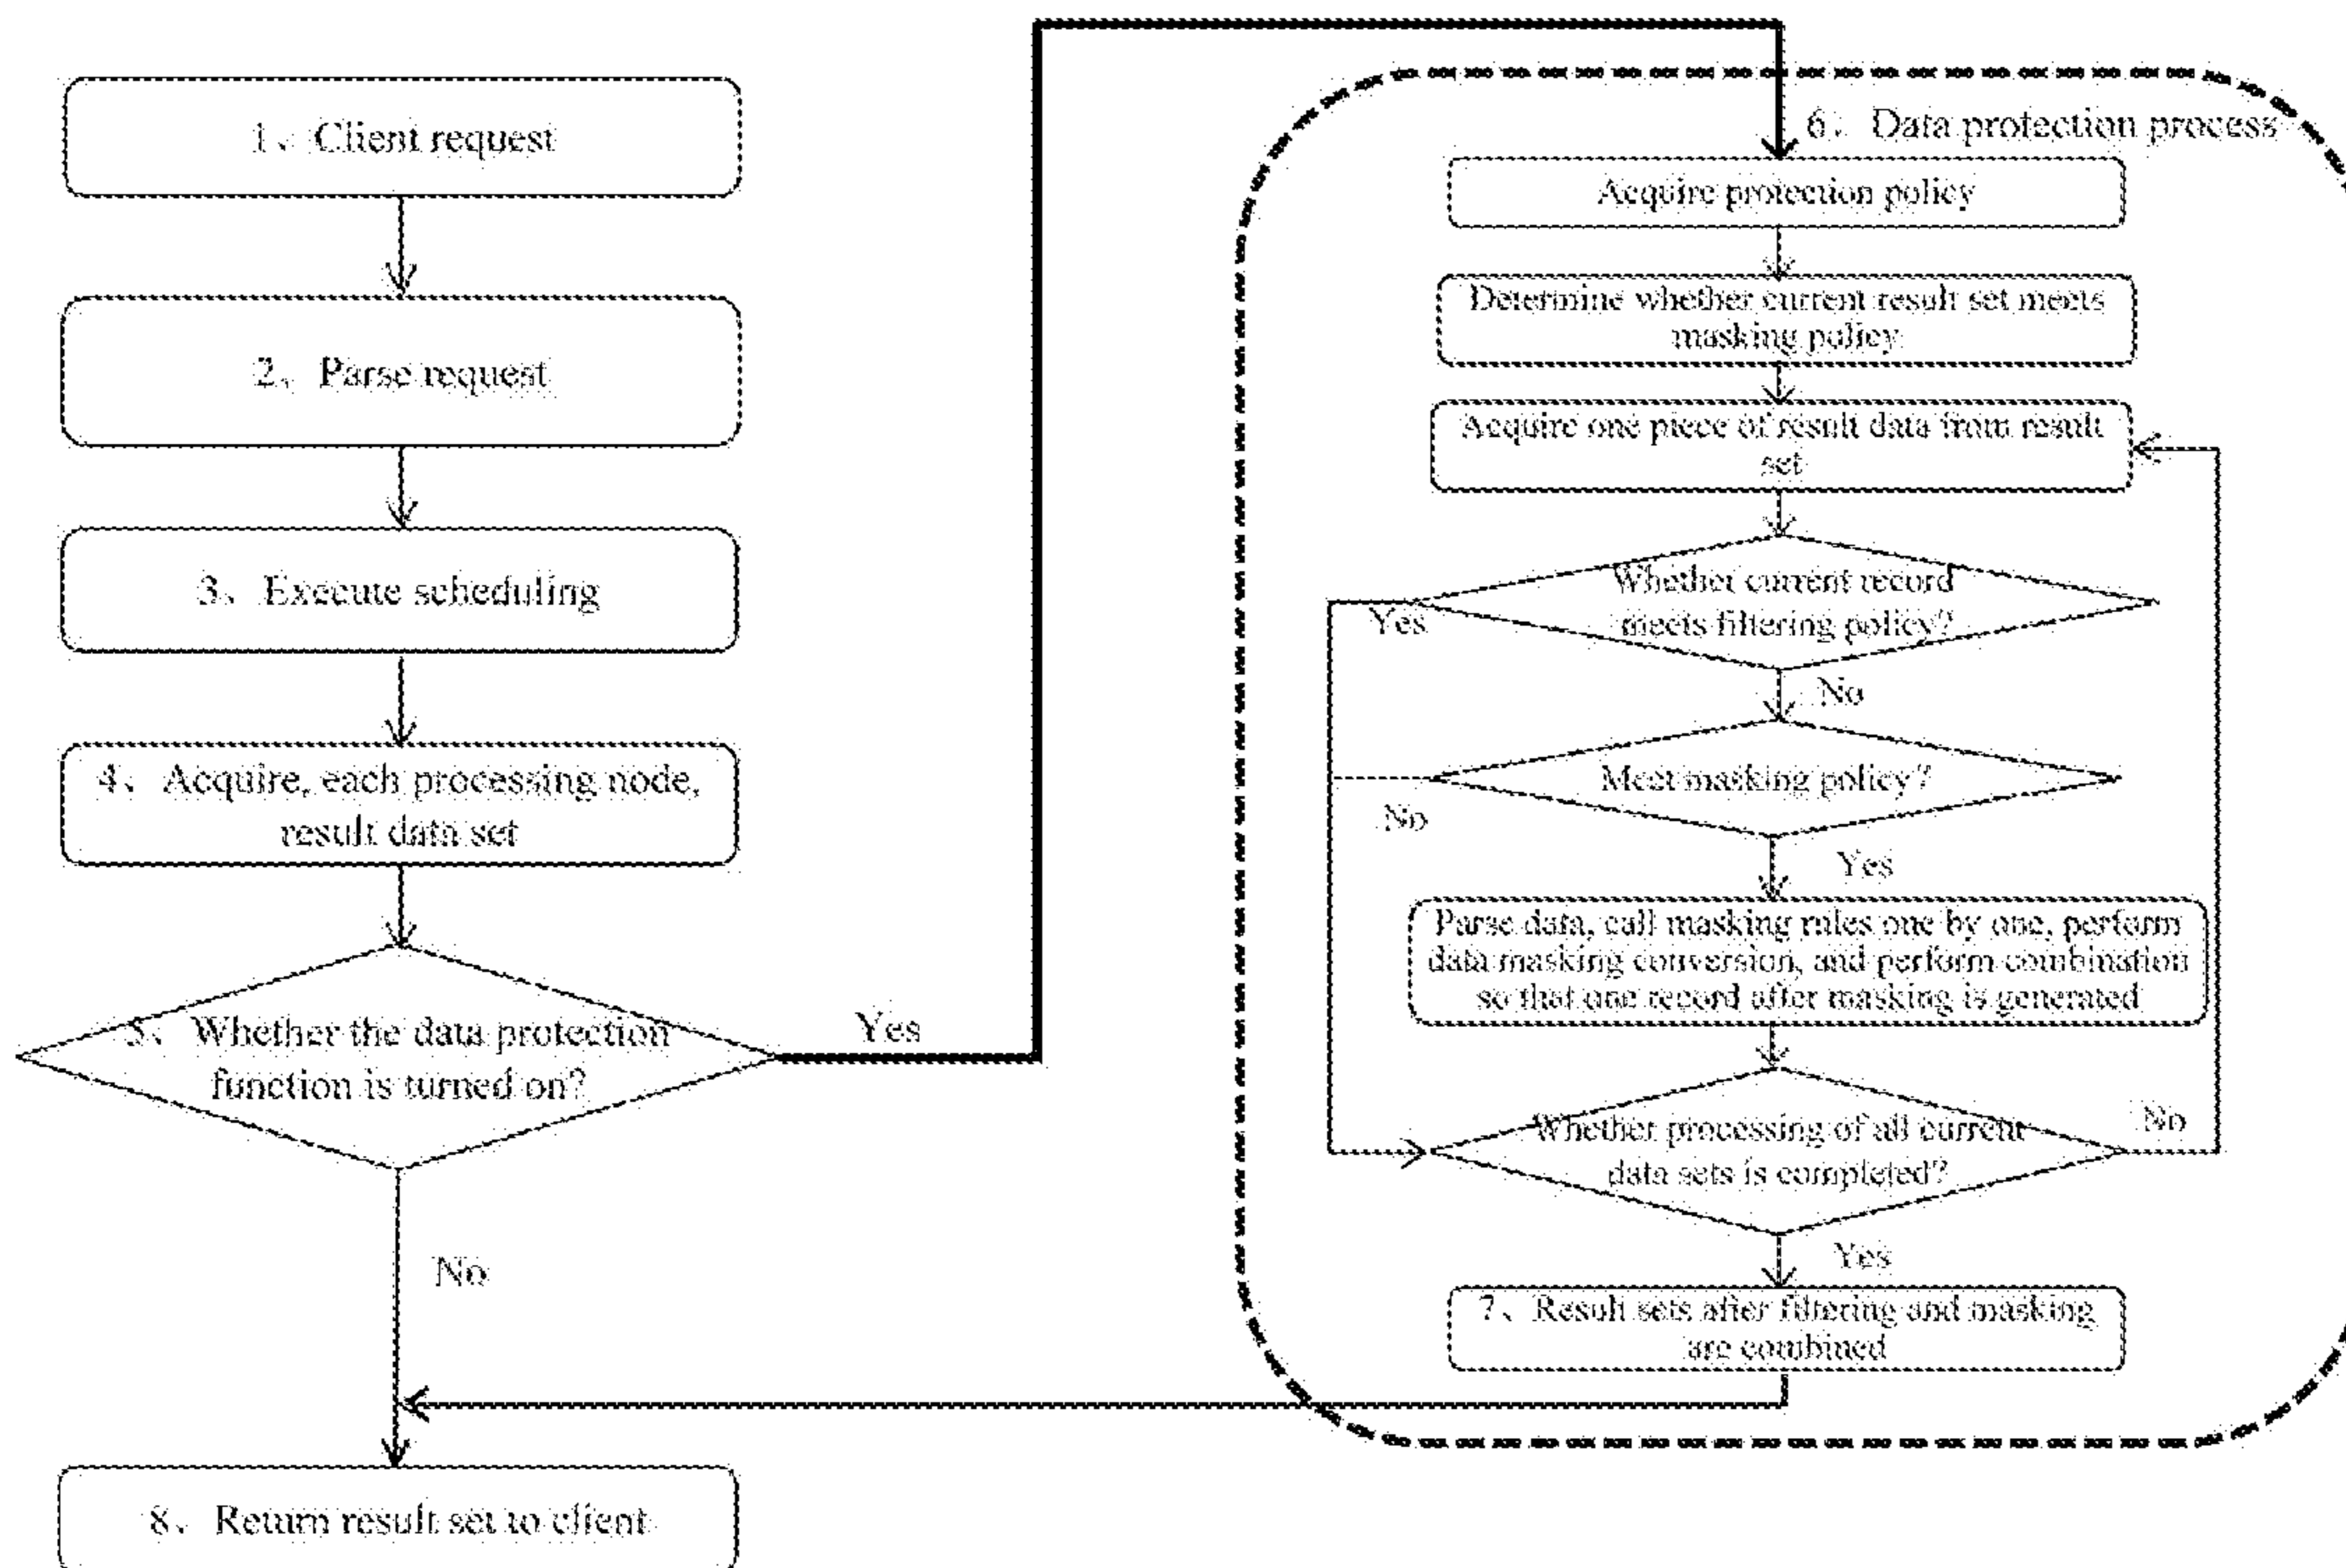 1、Client request
2、Parse request
3、Execute scheduling
4、Acquire, each processing node,
result data set
5、Whether the data protection
function is turned on?
Yes
No
8、Return result set to client
6、Data protection process
Acquire protection policy
Determine whether current result set meets
masking policy
Acquire one piece of result data from result
set
Whether current record
meets filtering policy?
Yes
No
Meet masking policy?
No
Yes
Parse data, call masking rules one by one, perform
data masking conversion, and perform combination
so that one record after masking is generated
Whether processing of all current
data sets is completed?
No
Yes
7、Result sets after filtering and masking
are combined